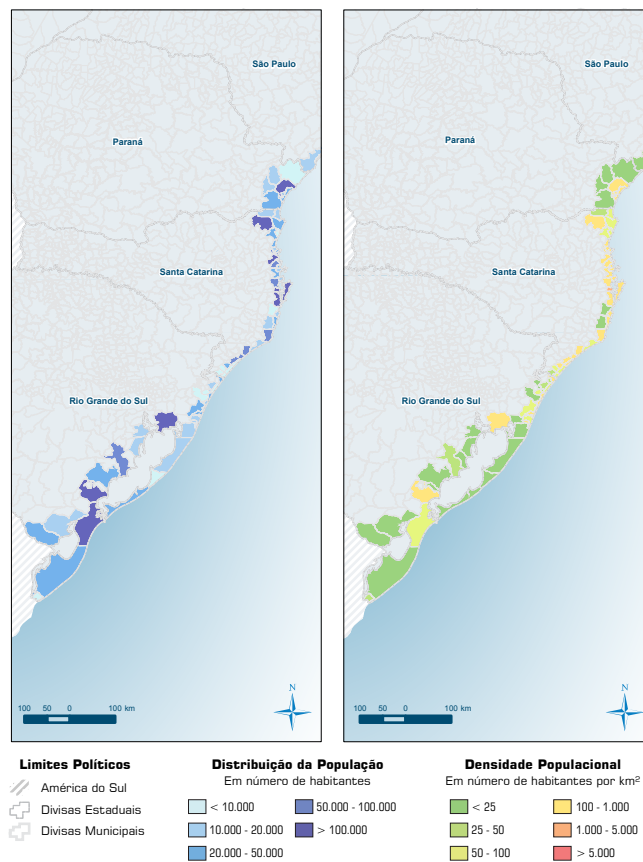 São Paulo
Paraná
Santa Catarina
Rio Grande do Sul
100 50 0 100 km
N
São Paulo
Paraná
Santa Catarina
Rio Grande do Sul
100 50 0 100 km
N
Limites Políticos
América do Sul
Divisas Estaduais
Divisas Municipais
Distribuição da População
Em número de habitantes
< 10.000
10.000 - 20.000
20.000 - 50.000
50.000 - 100.000
> 100.000
Densidade Populacional
Em número de habitantes por km²
< 25
25 - 50
50 - 100
100 - 1.000
1.000 - 5.000
> 5.000